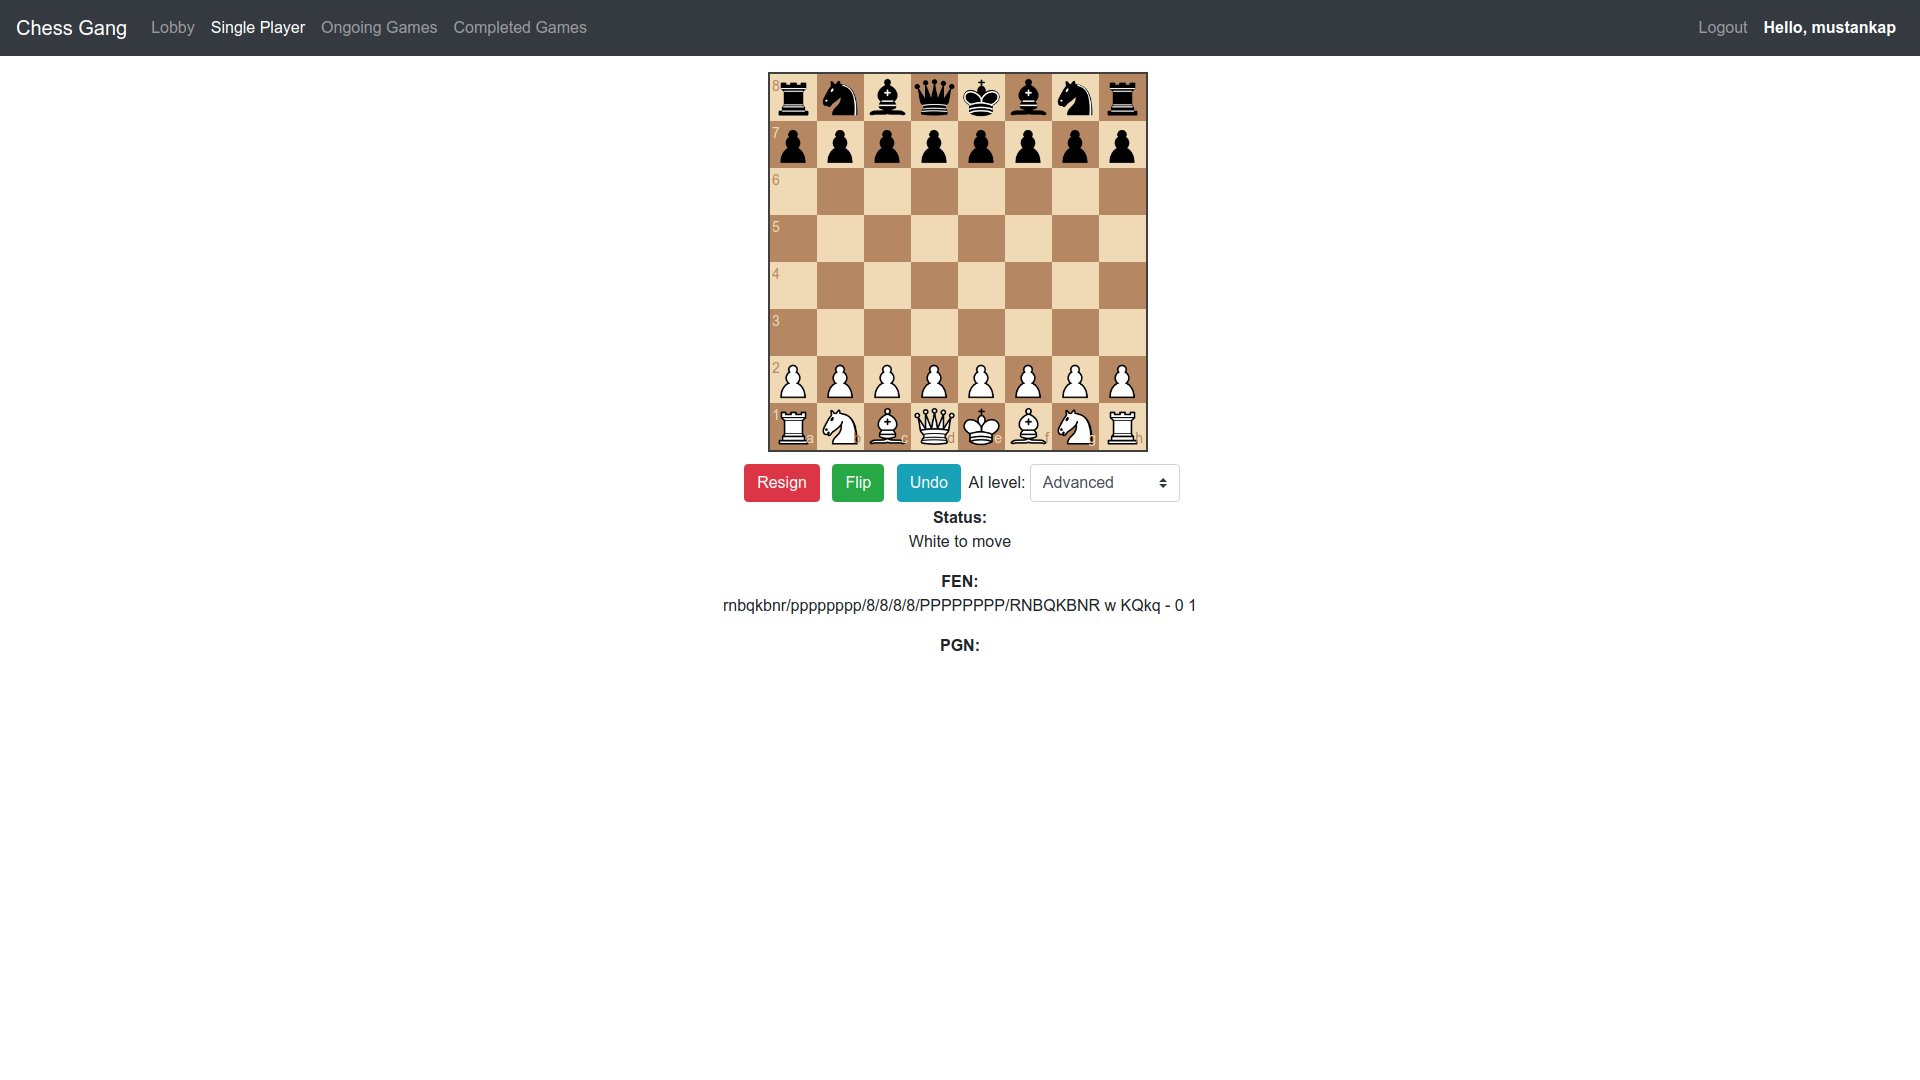 Chess Gang Lobby Single Player Ongoing Games Completed Games Logout Hello, mustankap
8
7
6
5
4
3
2
1
a b c d e f g h
Resign Flip Undo AI level: Advanced
Status:
White to move
FEN:
rnbqkbnr/pppppppp/8/8/8/8/PPPPPPPP/RNBQKBNR w KQkq - 0 1
PGN: